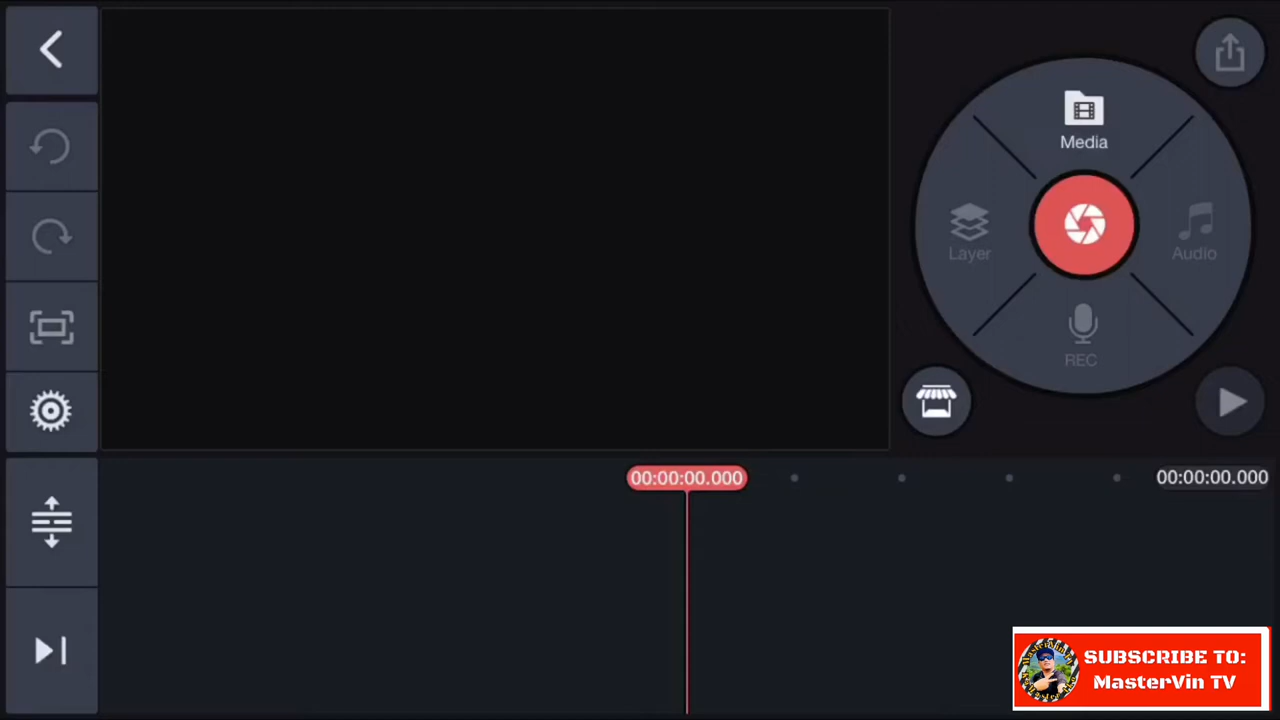 Media
Layer
Audio
REC
00:00:00.000
00:00:00.000
SUBSCRIBE TO:
MasterVin TV